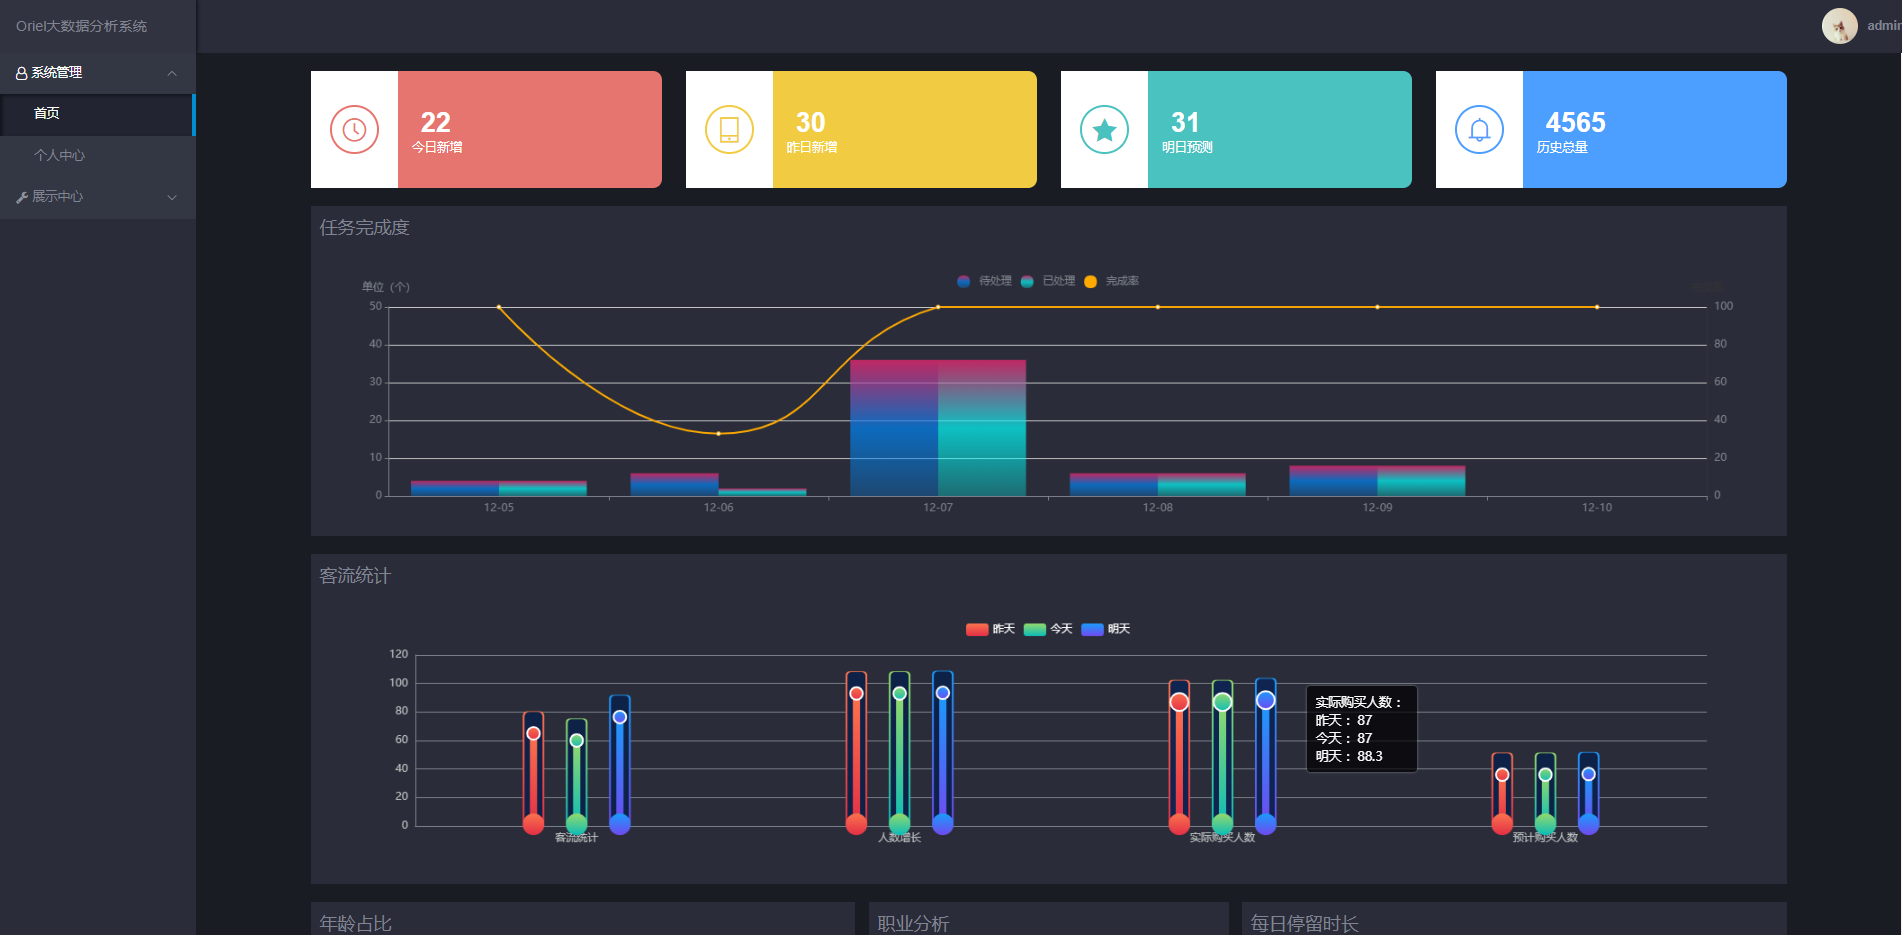 Oriel大数据分析系统
系统管理
首页
个人中心
展示中心
22
今日新增
30
昨日新增
31
明日预测
4565
历史总量
任务完成度
待处理 已处理 完成率
单位（个）
50
40
30
20
10
0
100
80
60
40
20
0
12-05 12-06 12-07 12-08 12-09 12-10
客流统计
昨天 今天 明天
120
100
80
60
40
20
0
实际购买人数：
昨天： 87
今天： 87
明天： 88.3
客流统计 人数增长 实际购买人数 预计购买人数
年龄占比
职业分析
每日停留时长